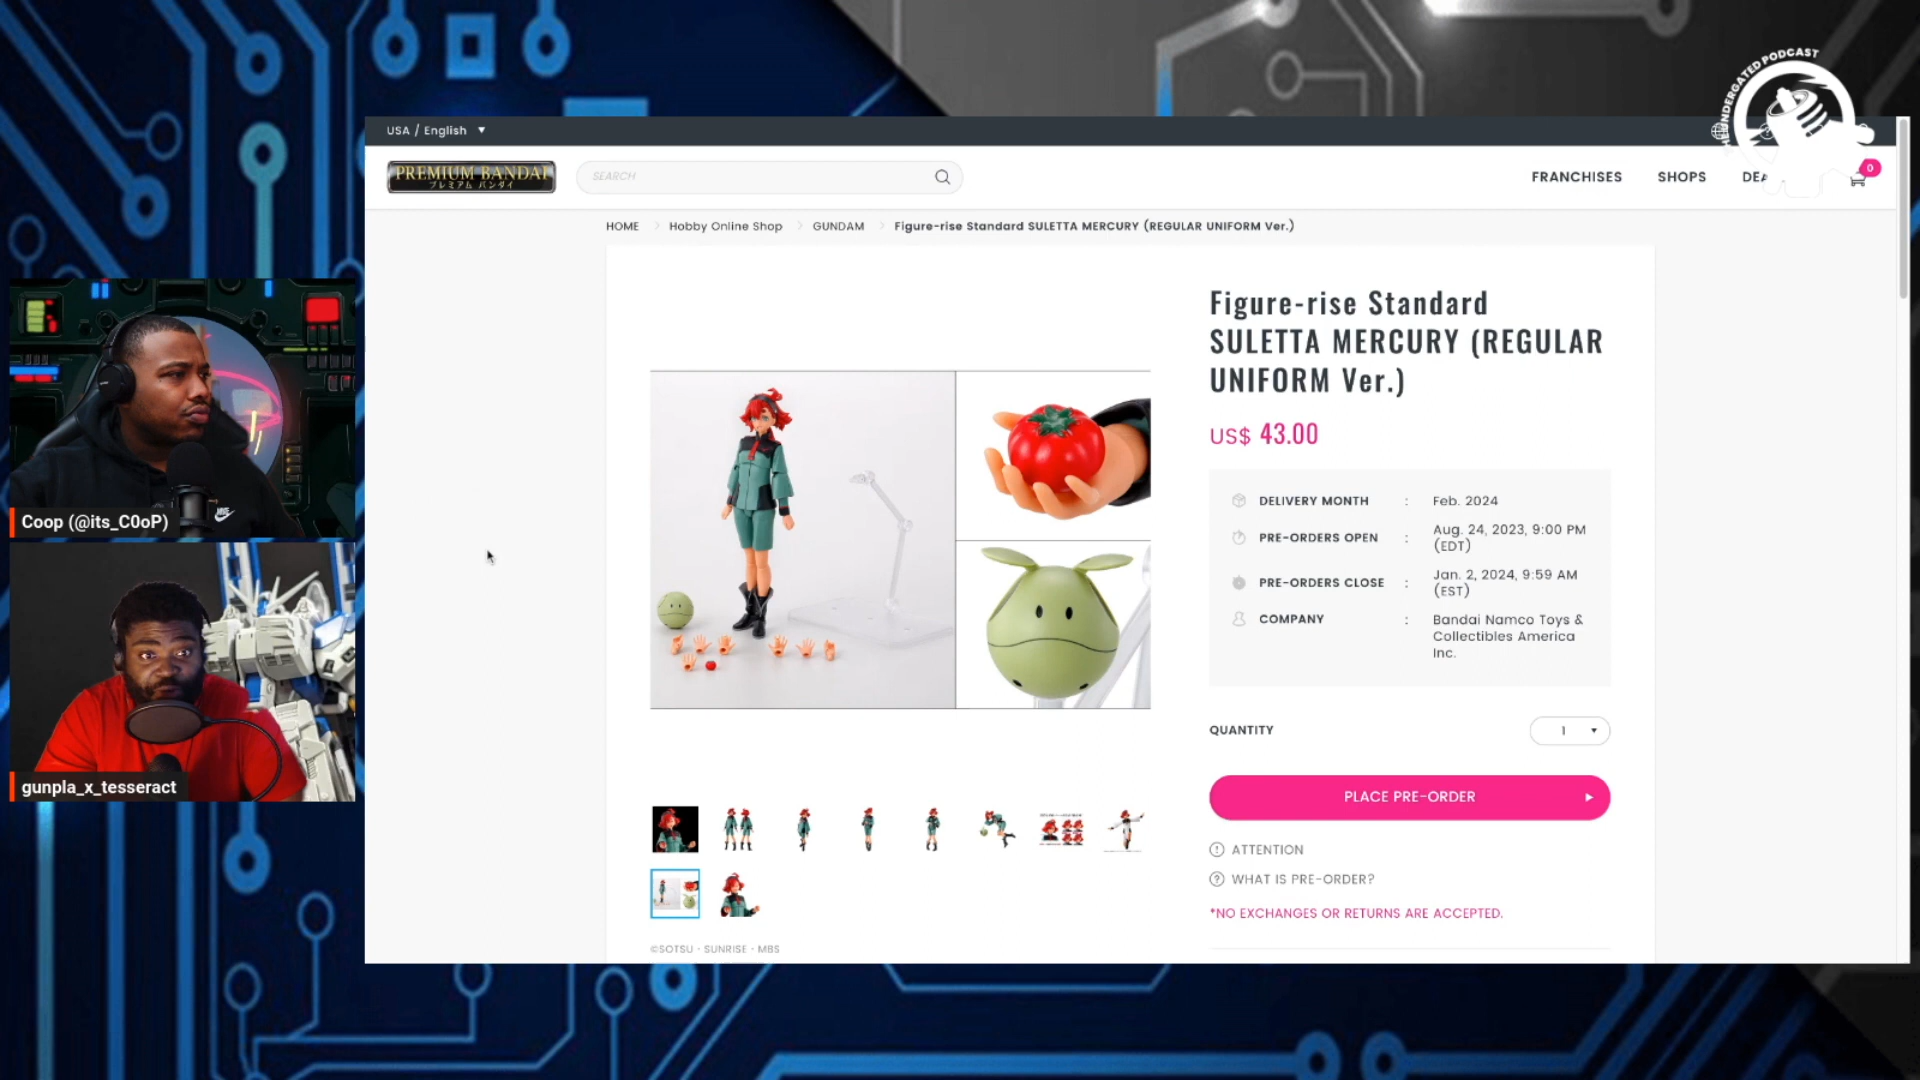 THEUNDERGATED PODCAST
USA / English ▼
PREMIUM BANDAI
プレミアム バンダイ
SEARCH
FRANCHISES
SHOPS
0
HOME
Hobby Online Shop
GUNDAM
Figure-rise Standard SULETTA MERCURY (REGULAR UNIFORM Ver.)
Figure-rise Standard
SULETTA MERCURY (REGULAR
UNIFORM Ver.)
US$ 43.00
DELIVERY MONTH : Feb. 2024
PRE-ORDERS OPEN : Aug. 24, 2023, 9:00 PM
(EDT)
PRE-ORDERS CLOSE : Jan. 2, 2024, 9:59 AM
(EST)
COMPANY : Bandai Namco Toys &
Collectibles America
Inc.
QUANTITY
1
PLACE PRE-ORDER
ATTENTION
WHAT IS PRE-ORDER?
*NO EXCHANGES OR RETURNS ARE ACCEPTED.
©SOTSU・SUNRISE・MBS
Coop (@its_C0oP)
gunpla_x_tesseract